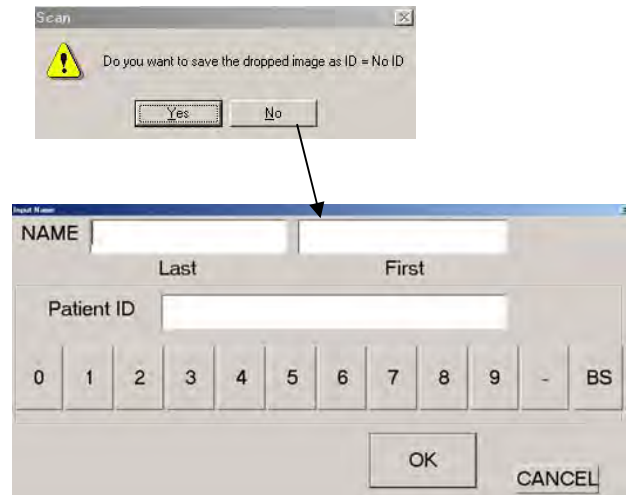 Scan
Do you want to save the dropped image as ID = No ID
Yes No
Input Name
NAME
Last First
Patient ID
0 1 2 3 4 5 6 7 8 9 - BS
OK
CANCEL